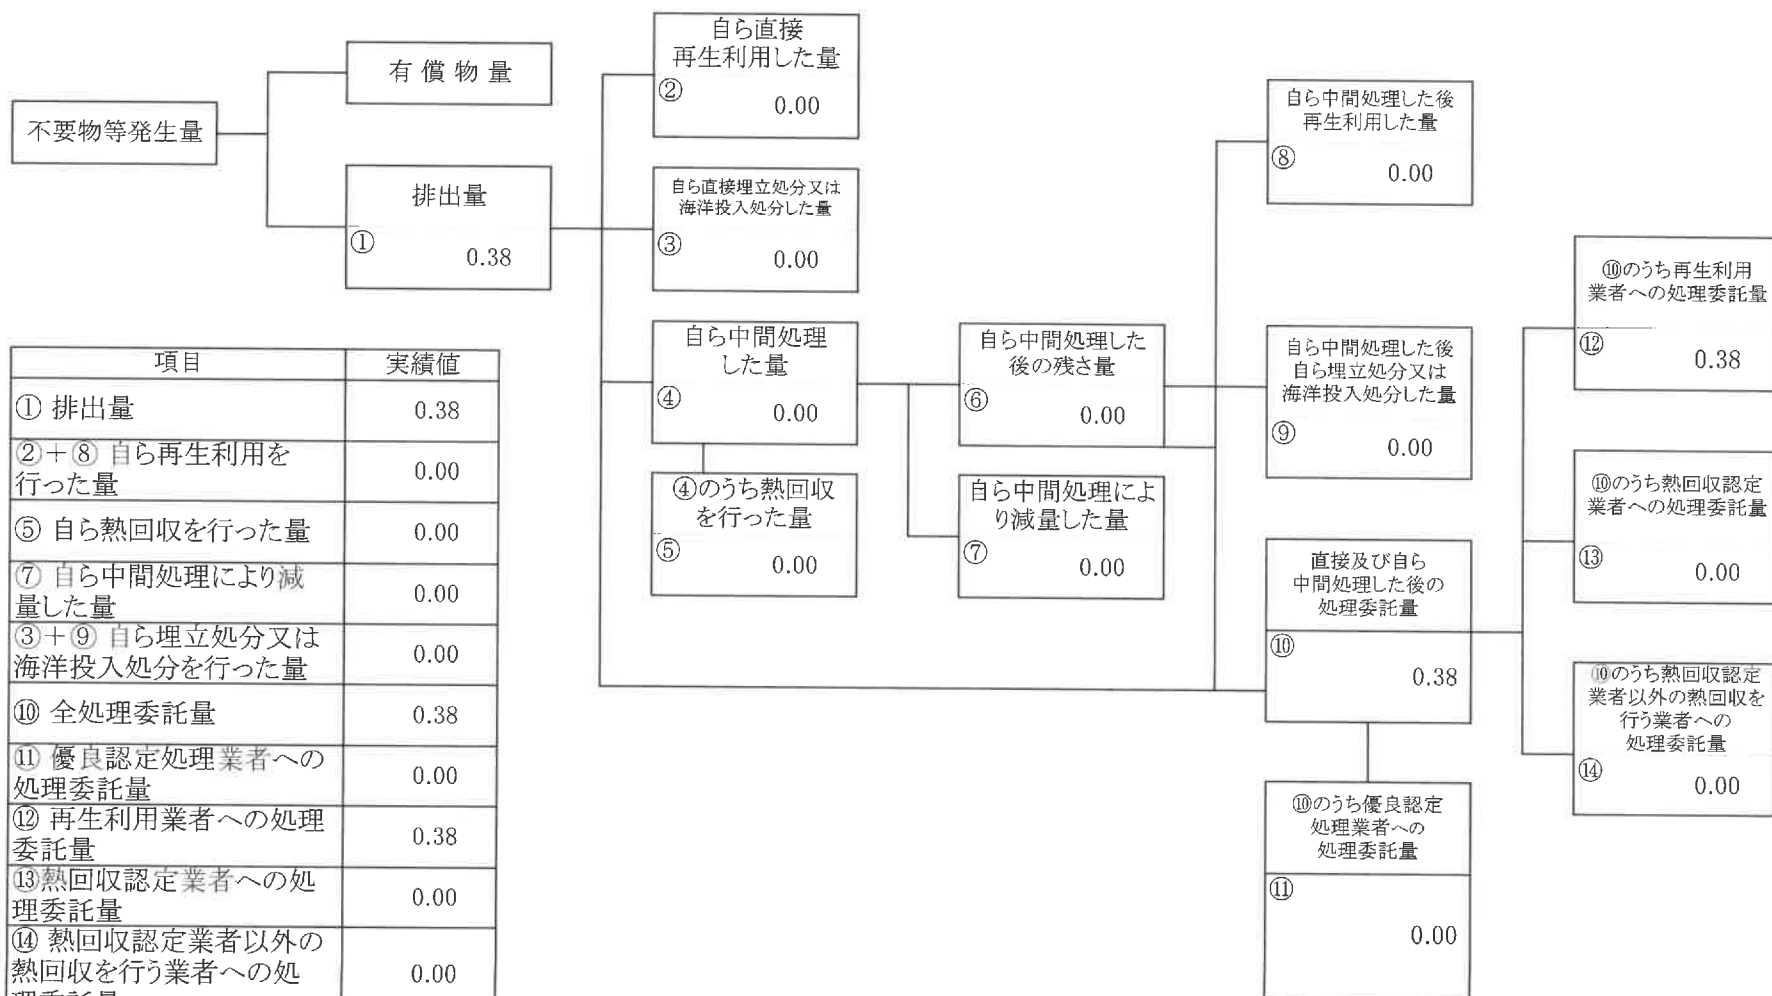 不要物等発生量
有 償 物 量
排出量
①
0.38
自ら直接
再生利用した量
②
0.00
自ら直接埋立処分又は
海洋投入処分した量
③
0.00
自ら中間処理
した量
④
0.00
④のうち熱回収
を行った量
⑤
0.00
自ら中間処理した
後の残さ量
⑥
0.00
自ら中間処理によ
り減量した量
⑦
0.00
自ら中間処理した後
再生利用した量
⑧
0.00
自ら中間処理した後
自ら埋立処分又は
海洋投入処分した量
⑨
0.00
直接及び自ら
中間処理した後の
処理委託量
⑩
0.38
⑩のうち優良認定
処理業者への
処理委託量
⑪
0.00
⑩のうち再生利用
業者への処理委託量
⑫
0.38
⑩のうち熱回収認定
業者への処理委託量
⑬
0.00
⑩のうち熱回収認定
業者以外の熱回収を
行う業者への
処理委託量
⑭
0.00
項目 実績値
① 排出量 0.38
②+⑧ 自ら再生利用を
行った量
0.00
⑤ 自ら熱回収を行った量 0.00
⑦ 自ら中間処理により減
量した量
0.00
③+⑨ 自ら埋立処分又は
海洋投入処分を行った量
0.00
⑩ 全処理委託量 0.38
⑪ 優良認定処理業者への
処理委託量
0.00
⑫ 再生利用業者への処理
委託量
0.38
⑬熱回収認定業者への処
理委託量
0.00
⑭ 熱回収認定業者以外の
熱回収を行う業者への処
理委託量
0.00